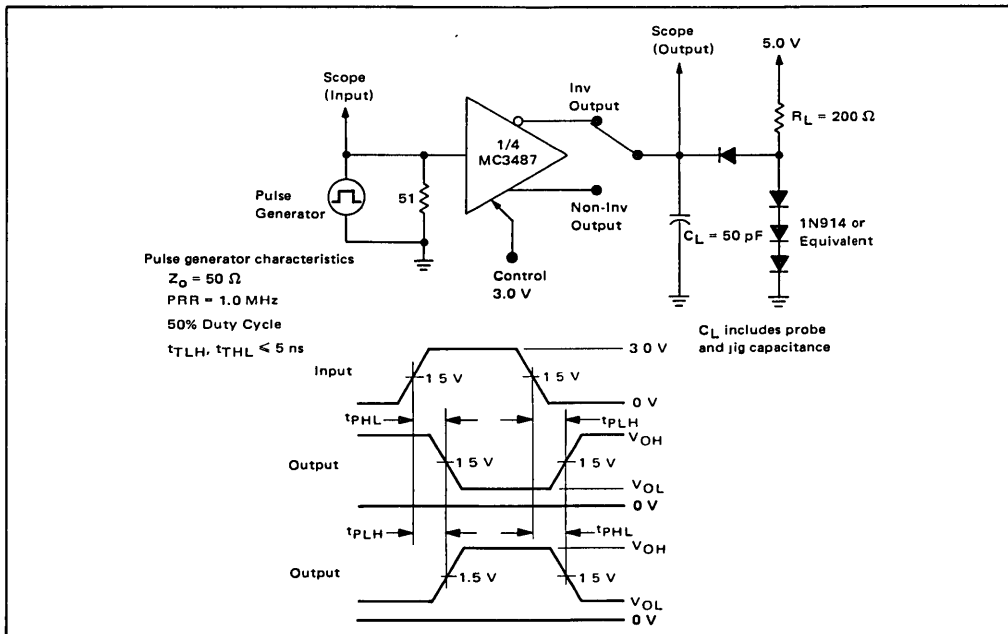 Scope
(Input)
Scope
(Output)
5.0 V
Inv
Output
R_L = 200 Ω
1/4
MC3487
51
Pulse
Generator
Non-Inv
Output
C_L = 50 pF
1N914 or
Equivalent
Control
3.0 V
Pulse generator characteristics
Z_o = 50 Ω
PRR = 1.0 MHz
50% Duty Cycle
t_TLH, t_THL ≤ 5 ns
C_L includes probe
and jig capacitance
Input
3 0 V
1 5 V
1 5 V
0 V
t_PHL
t_PLH
Output
V_OH
1 5 V
1 5 V
V_OL
0 V
t_PLH
t_PHL
Output
V_OH
1.5 V
1 5 V
V_OL
0 V